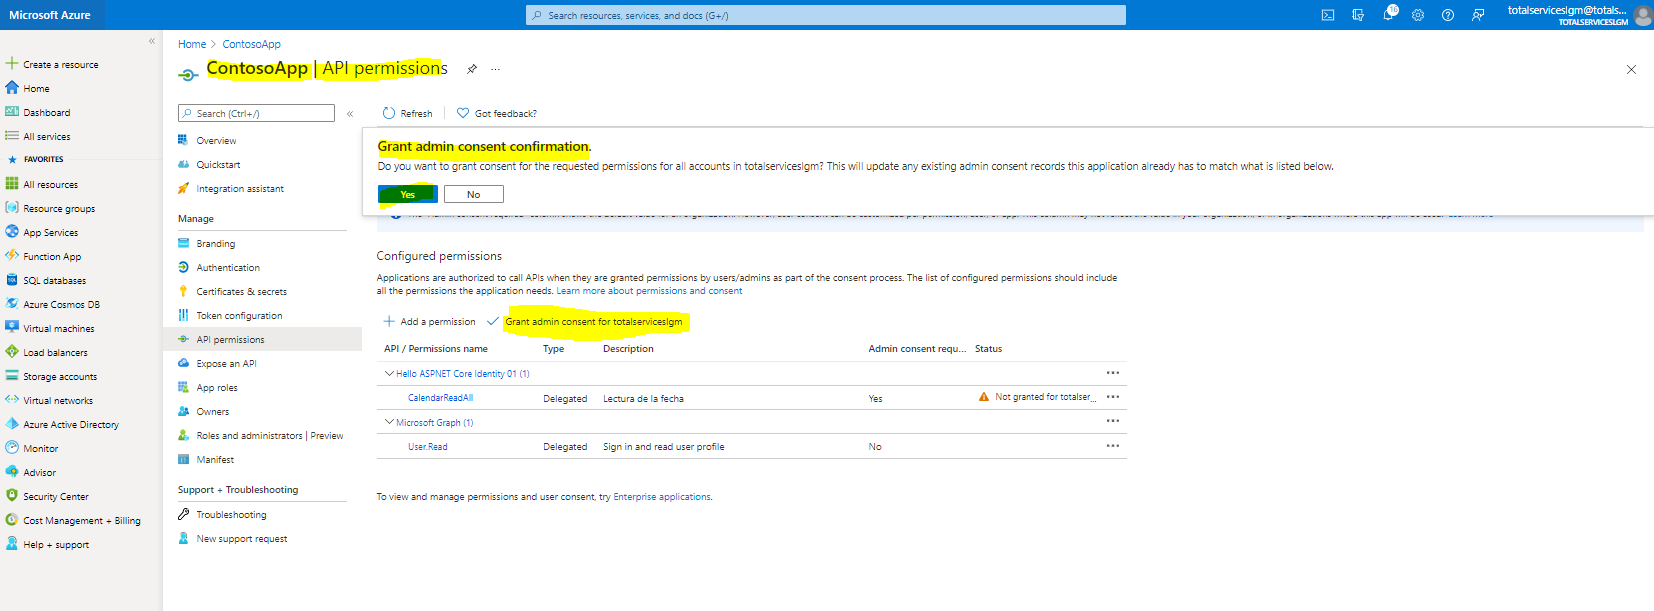 Microsoft Azure
Search resources, services, and docs (G+/)
16
totalserviceslgm@totals...
TOTALSERVICESLGM
«
Create a resource
Home
Dashboard
All services
FAVORITES
All resources
Resource groups
App Services
Function App
SQL databases
Azure Cosmos DB
Virtual machines
Load balancers
Storage accounts
Virtual networks
Azure Active Directory
Monitor
Advisor
Security Center
Cost Management + Billing
Help + support
Home > ContosoApp
ContosoApp | API permissions ...
Search (Ctrl+/) «
Overview
Quickstart
Integration assistant
Manage
Branding
Authentication
Certificates & secrets
Token configuration
API permissions
Expose an API
App roles
Owners
Roles and administrators | Preview
Manifest
Support + Troubleshooting
Troubleshooting
New support request
Refresh Got feedback?
Grant admin consent confirmation.
Do you want to grant consent for the requested permissions for all accounts in totalserviceslgm? This will update any existing admin consent records this application already has to match what is listed below.
Yes No
Configured permissions
Applications are authorized to call APIs when they are granted permissions by users/admins as part of the consent process. The list of configured permissions should include
all the permissions the application needs. Learn more about permissions and consent
Add a permission Grant admin consent for totalserviceslgm
API / Permissions name Type Description Admin consent requ... Status
Hello ASPNET Core Identity 01 (1) ...
CalendarReadAll Delegated Lectura de la fecha Yes Not granted for totalser... ...
Microsoft Graph (1) ...
User.Read Delegated Sign in and read user profile No ...
To view and manage permissions and user consent, try Enterprise applications.